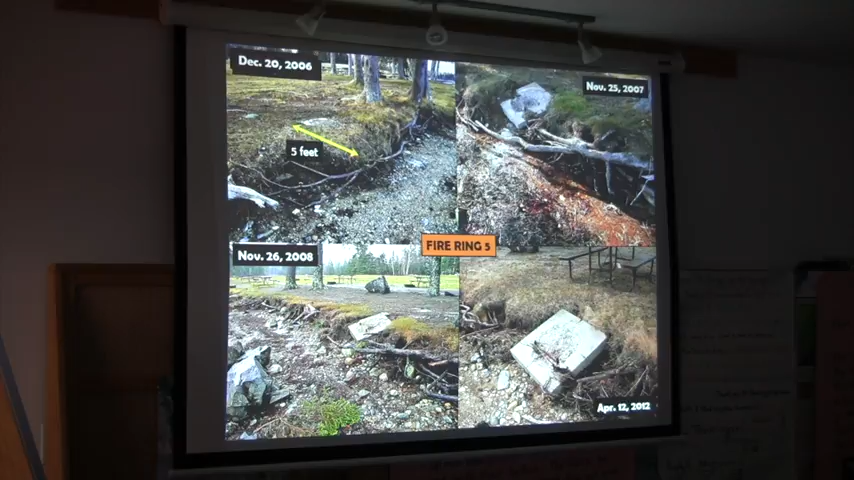 Dec. 20, 2006
Nov. 25, 2007
5 feet
FIRE RING 5
Nov. 26, 2008
Apr. 12, 2012